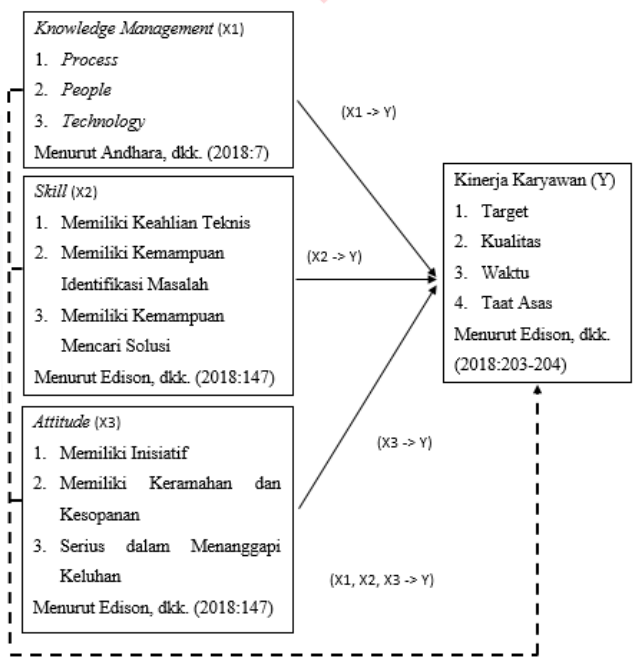 Knowledge Management (X1)
1. Process
2. People
3. Technology
Menurut Andhara, dkk. (2018:7)
(X1 -> Y)
Skill (X2)
1. Memiliki Keahlian Teknis
2. Memiliki Kemampuan
Identifikasi Masalah
3. Memiliki Kemampuan
Mencari Solusi
Menurut Edison, dkk. (2018:147)
(X2 -> Y)
Kinerja Karyawan (Y)
1. Target
2. Kualitas
3. Waktu
4. Taat Asas
Menurut Edison, dkk.
(2018:203-204)
Attitude (X3)
1. Memiliki Inisiatif
2. Memiliki Keramahan dan
Kesopanan
3. Serius dalam Menanggapi
Keluhan
Menurut Edison, dkk. (2018:147)
(X3 -> Y)
(X1, X2, X3 -> Y)